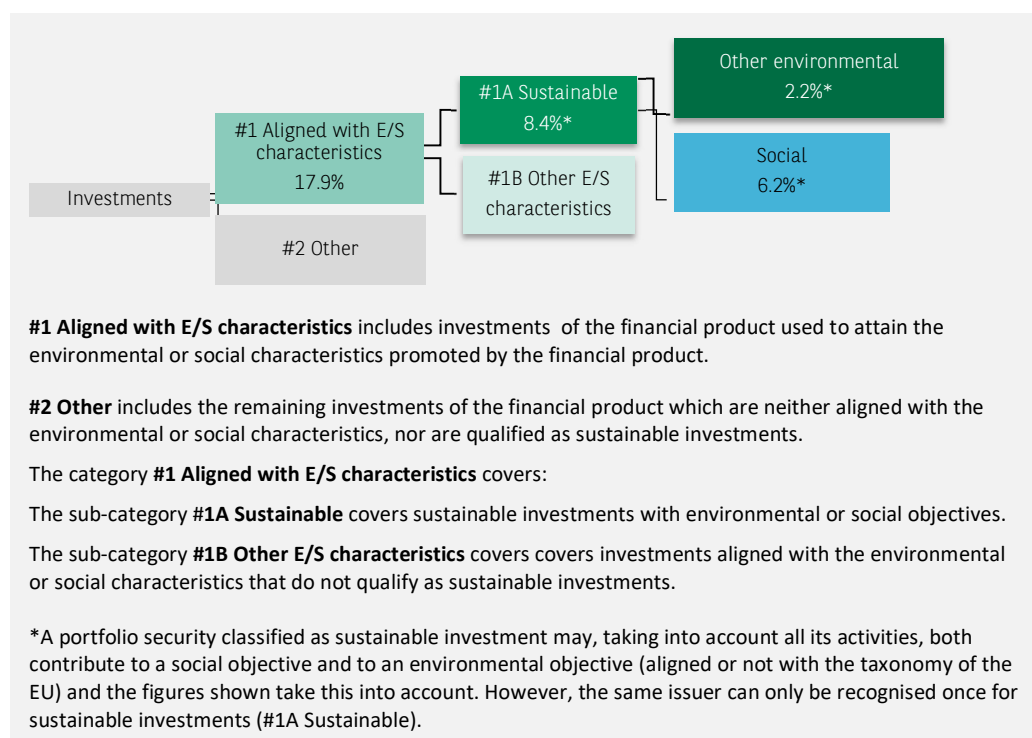 Other environmental
2.2%*
#1A Sustainable
8.4%*
#1 Aligned with E/S
characteristics
17.9%
Social
6.2%*
#1B Other E/S
characteristics
Investments
#2 Other
#1 Aligned with E/S characteristics includes investments of the financial product used to attain the
environmental or social characteristics promoted by the financial product.
#2 Other includes the remaining investments of the financial product which are neither aligned with the
environmental or social characteristics, nor are qualified as sustainable investments.
The category #1 Aligned with E/S characteristics covers:
The sub-category #1A Sustainable covers sustainable investments with environmental or social objectives.
The sub-category #1B Other E/S characteristics covers covers investments aligned with the environmental
or social characteristics that do not qualify as sustainable investments.
*A portfolio security classified as sustainable investment may, taking into account all its activities, both
contribute to a social objective and to an environmental objective (aligned or not with the taxonomy of the
EU) and the figures shown take this into account. However, the same issuer can only be recognised once for
sustainable investments (#1A Sustainable).